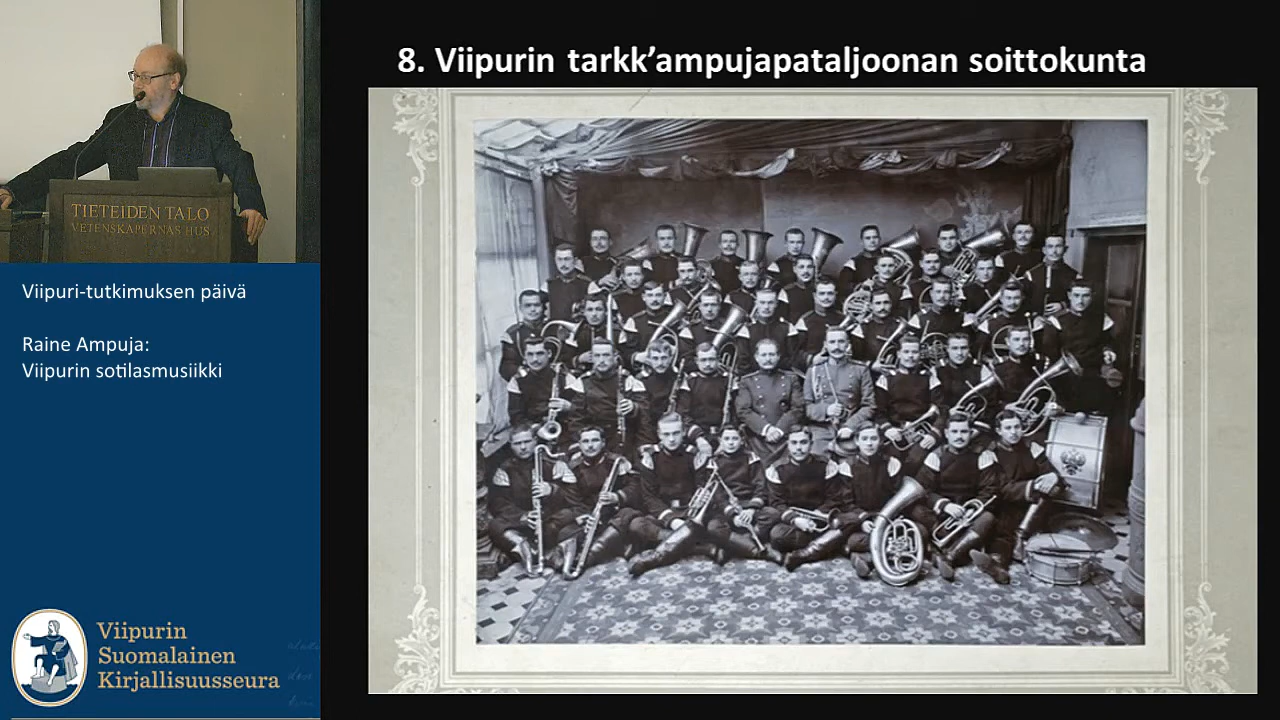 8. Viipurin tarkk’ampujapataljoonan soittokunta
TIETEIDEN TALO
VETENSKAPERNAS HUS
Viipuri-tutkimuksen päivä
Raine Ampuja:
Viipurin sotilasmusiikki
Viipurin
Suomalainen
Kirjallisuusseura